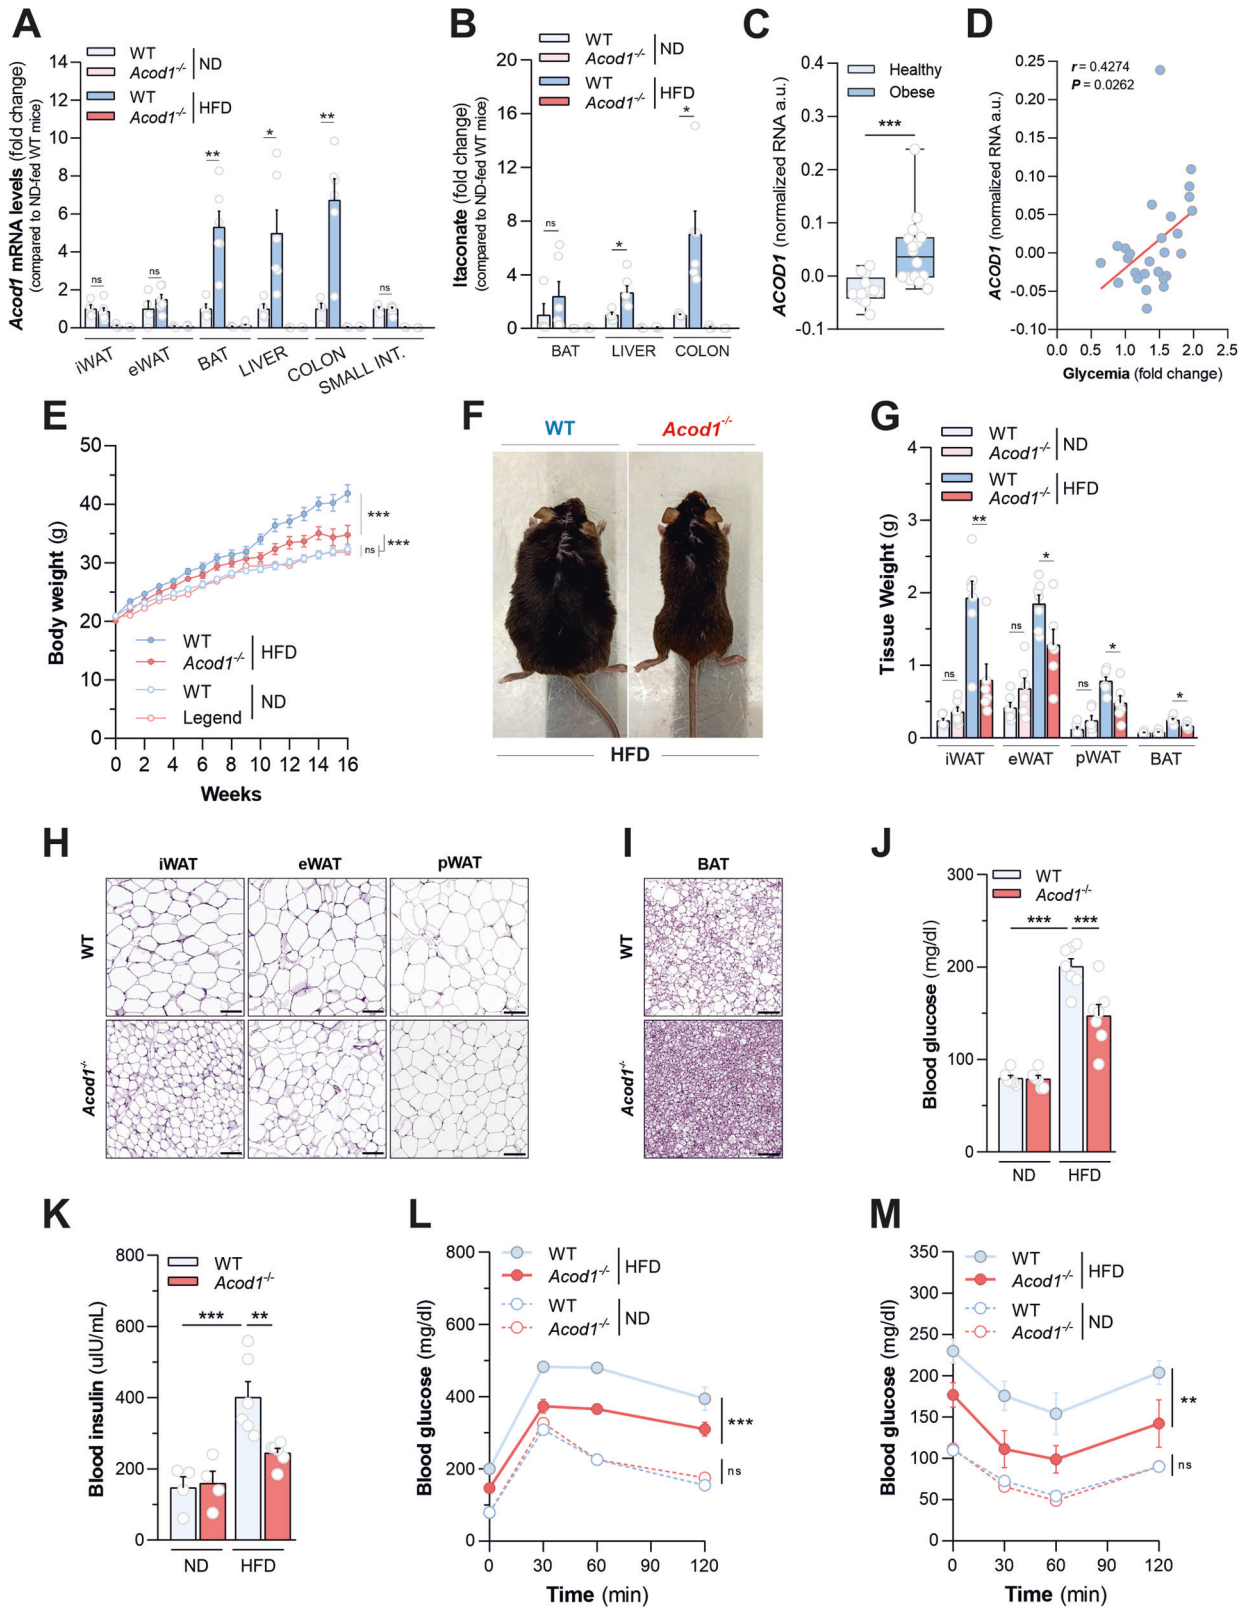 A
Acod1 mRNA levels (fold change)
(compared to ND-fed WT mice)
WT
Acod1-/-
ND
WT
Acod1-/-
HFD
14
12
10
8
6
4
2
0
ns
ns
**
*
**
ns
iWAT
eWAT
BAT
LIVER
COLON
SMALL INT.
B
Itaconate (fold change)
(compared to ND-fed WT mice)
WT
Acod1-/-
ND
WT
Acod1-/-
HFD
20
16
12
8
4
0
ns
*
*
BAT
LIVER
COLON
C
ACOD1 (normalized RNA a.u.)
Healthy
Obese
0.4
0.3
0.2
0.1
0.0
-0.1
***
D
ACOD1 (normalized RNA a.u.)
r = 0.4274
P = 0.0262
0.25
0.20
0.15
0.10
0.05
0.00
-0.05
-0.10
0.0 0.5 1.0 1.5 2.0 2.5
Glycemia (fold change)
E
Body weight (g)
50
40
30
20
10
0
***
ns
***
WT
Acod1-/-
HFD
WT
Legend
ND
0 2 4 6 8 10 12 14 16
Weeks
F
WT
Acod1-/-
HFD
G
Tissue Weight (g)
WT
Acod1-/-
ND
WT
Acod1-/-
HFD
4
3
2
1
0
ns
**
ns
*
ns
*
*
iWAT
eWAT
pWAT
BAT
H
iWAT
eWAT
pWAT
WT
Acod1-/-
I
BAT
WT
Acod1-/-
J
Blood glucose (mg/dl)
WT
Acod1-/-
300
200
100
0
***
***
ND
HFD
K
Blood insulin (uIU/mL)
WT
Acod1-/-
800
600
400
200
0
***
**
ND
HFD
L
Blood glucose (mg/dl)
WT
Acod1-/-
HFD
WT
Acod1-/-
ND
800
600
400
200
0
***
ns
0 30 60 90 120
Time (min)
M
Blood glucose (mg/dl)
WT
Acod1-/-
HFD
WT
Acod1-/-
ND
350
300
250
200
150
100
50
0
**
ns
0 30 60 90 120
Time (min)